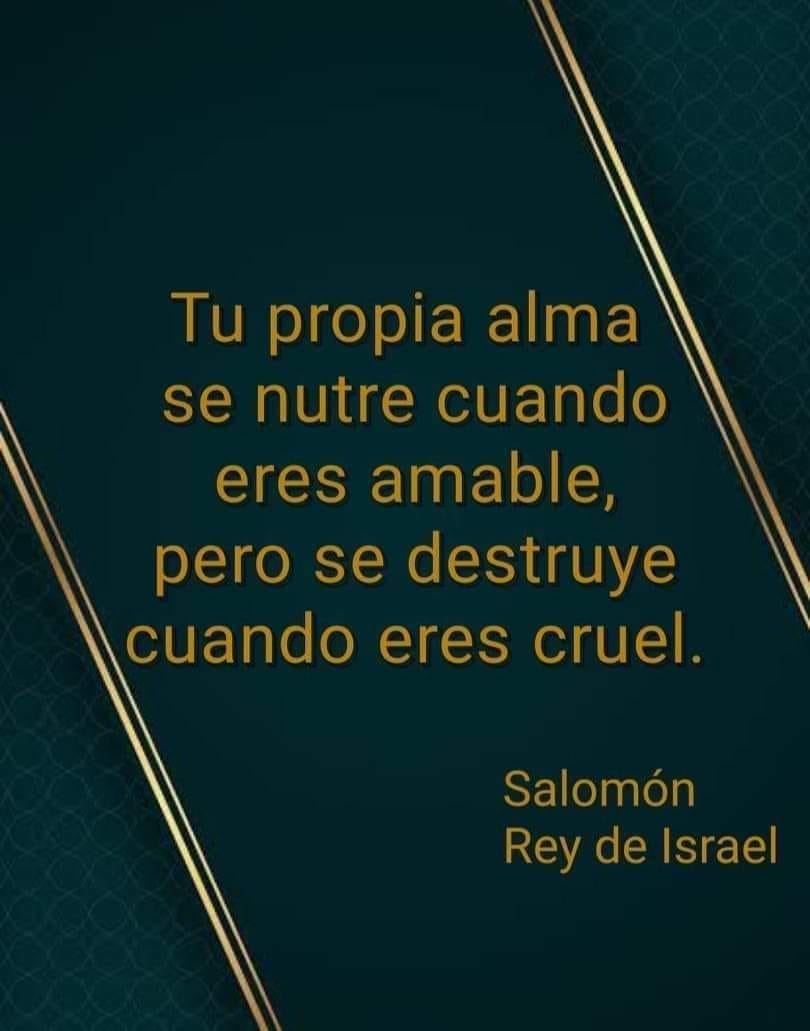 Tu propia alma
se nutre cuando
eres amable,
pero se destruye
cuando eres cruel.
Salomón
Rey de Israel